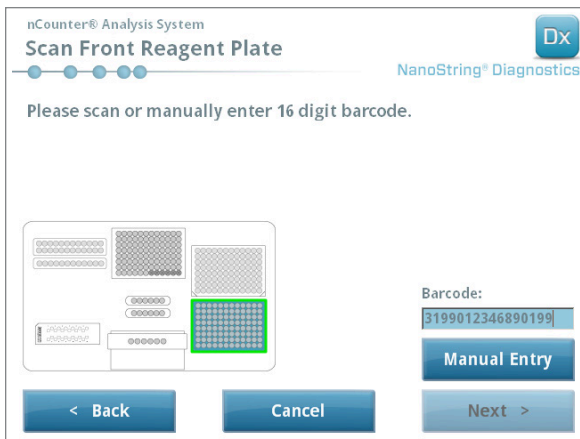 nCounter® Analysis System
Scan Front Reagent Plate
Dx
NanoString® Diagnostics
Please scan or manually enter 16 digit barcode.
Barcode:
3199012346890199
Manual Entry
< Back
Cancel
Next >